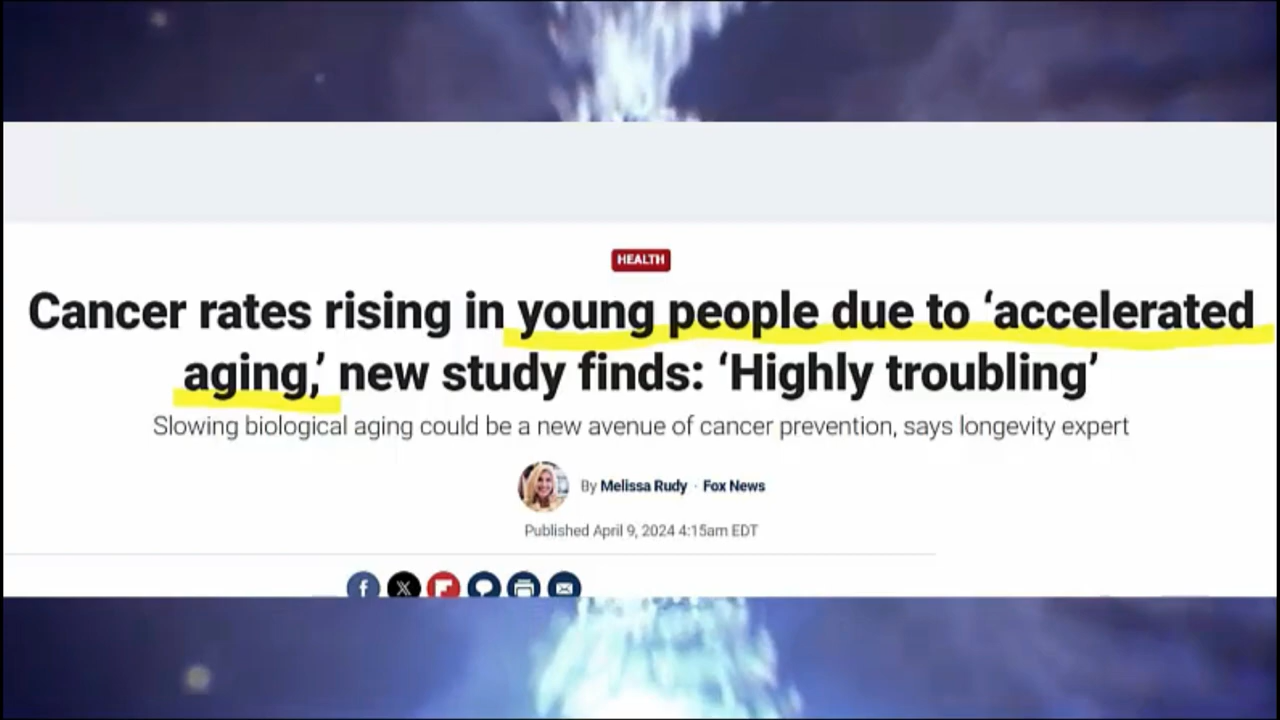 HEALTH
Cancer rates rising in young people due to ‘accelerated
aging,’ new study finds: ‘Highly troubling’
Slowing biological aging could be a new avenue of cancer prevention, says longevity expert
By Melissa Rudy · Fox News
Published April 9, 2024 4:15am EDT